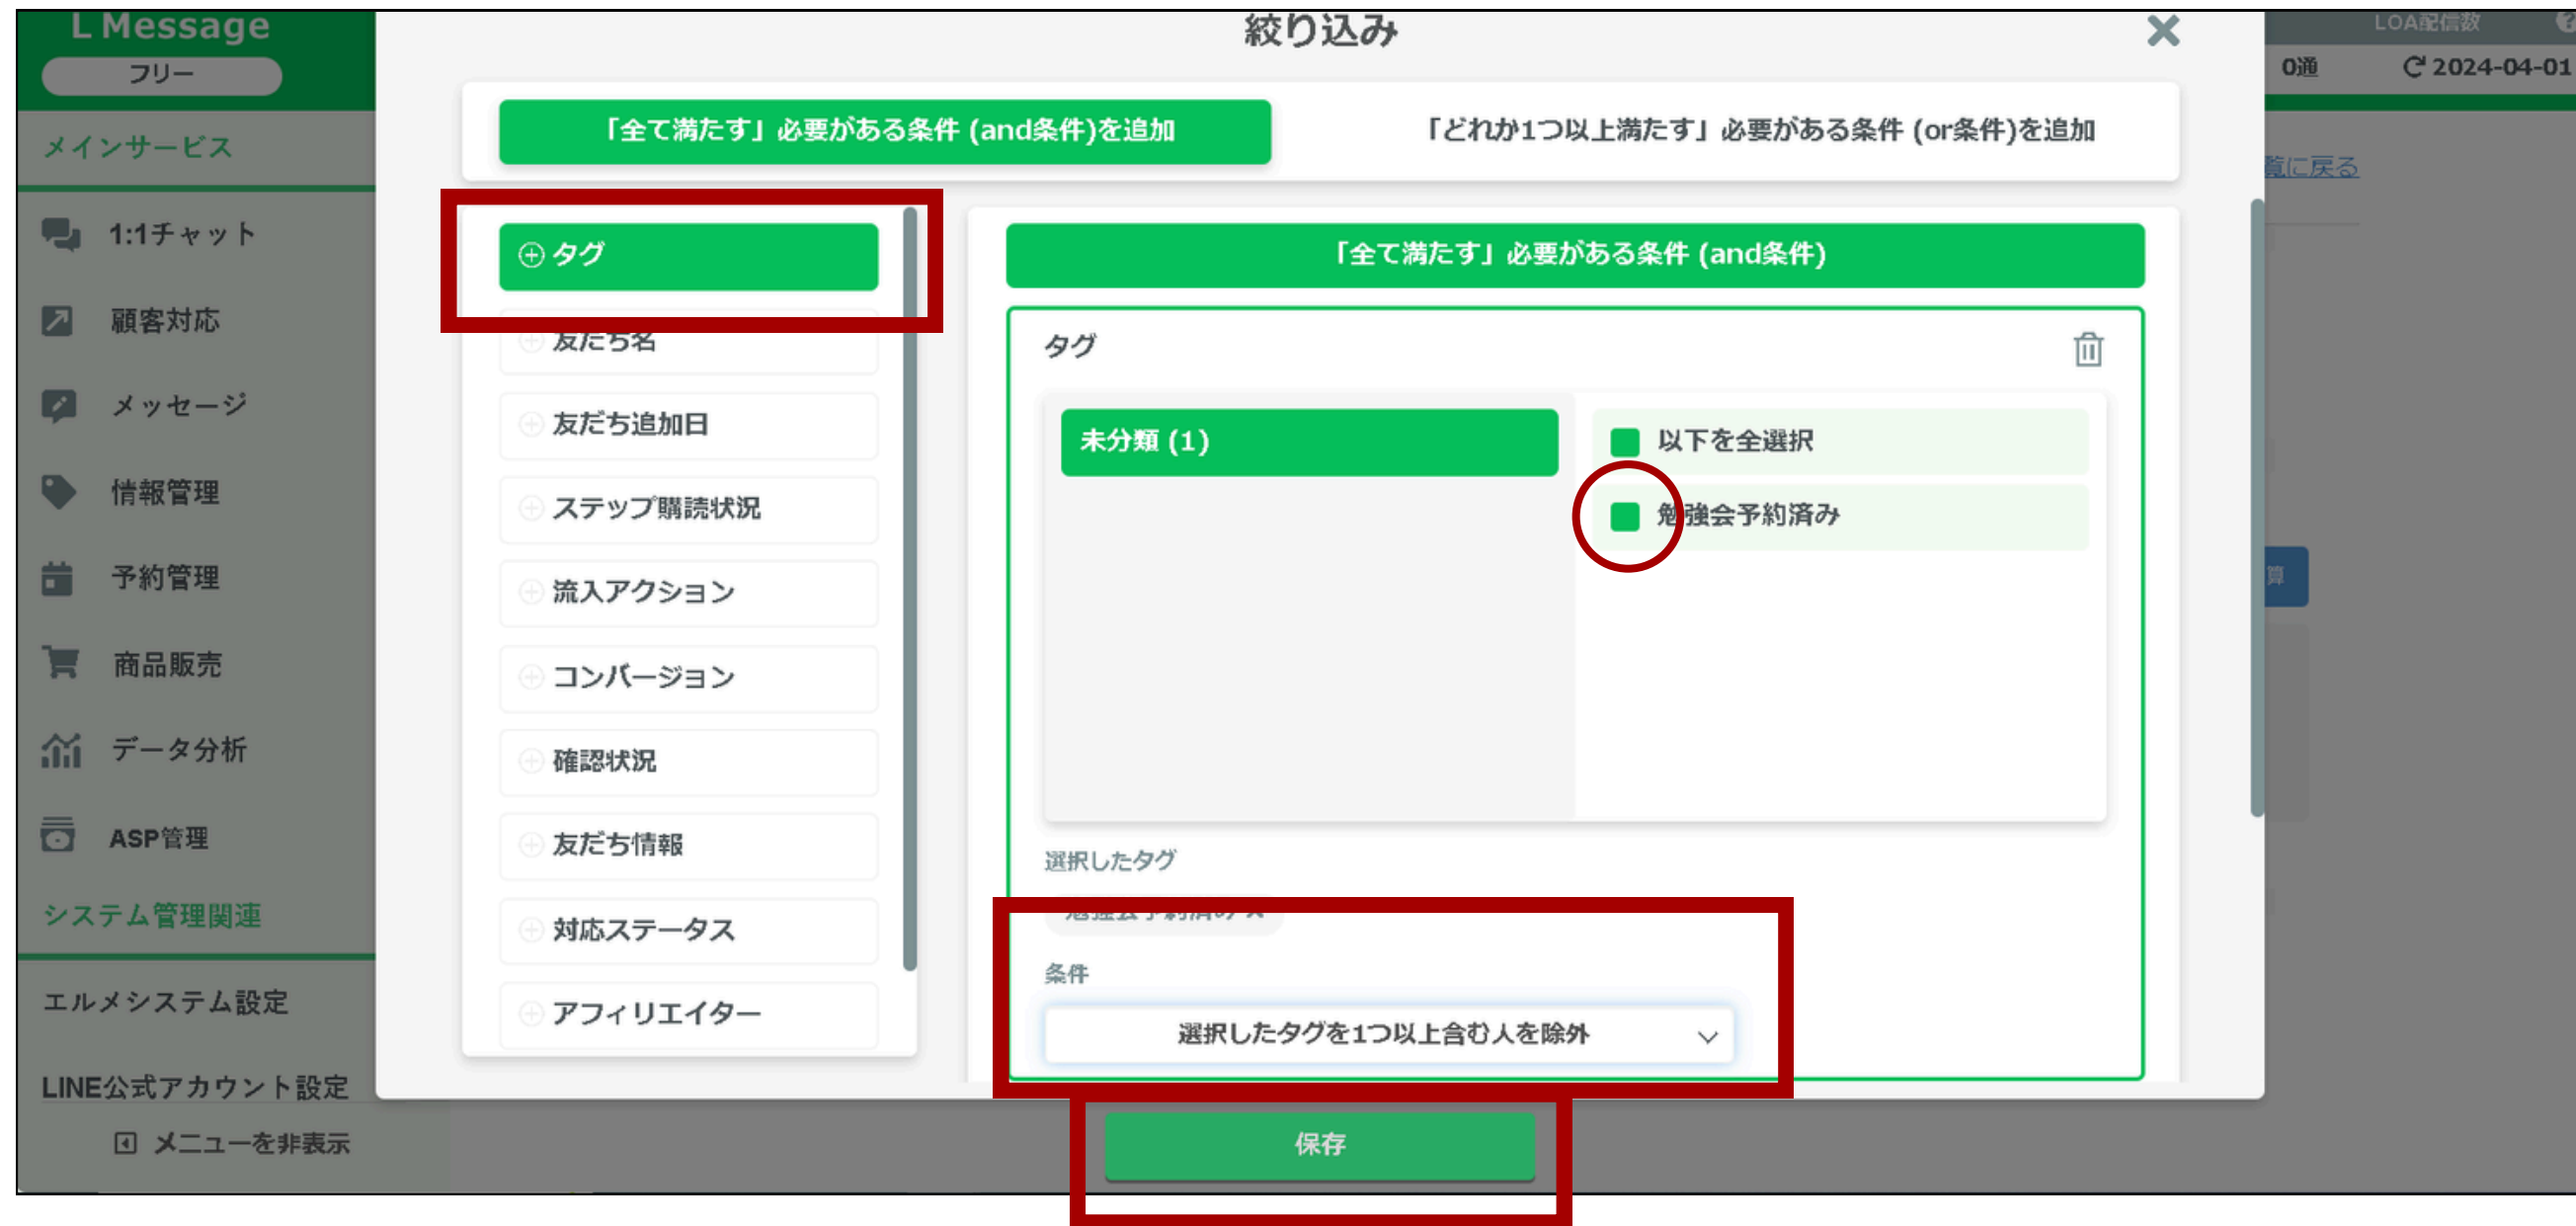 L Message
フリー
メインサービス
1:1チャット
顧客対応
メッセージ
情報管理
予約管理
商品販売
データ分析
ASP管理
システム管理関連
エルメシステム設定
LINE公式アカウント設定
メニューを非表示
絞り込み
「全て満たす」必要がある条件 (and条件)を追加
「どれか1つ以上満たす」必要がある条件 (or条件)を追加
タグ
友だち名
友だち追加日
ステップ購読状況
流入アクション
コンバージョン
確認状況
友だち情報
対応ステータス
アフィリエイター
「全て満たす」必要がある条件 (and条件)
タグ
未分類 (1)
以下を全選択
勉強会予約済み
選択したタグ
勉強会予約済み ×
条件
選択したタグを1つ以上含む人を除外
保存
LOA配信数
0通
2024-04-01
覧に戻る
算